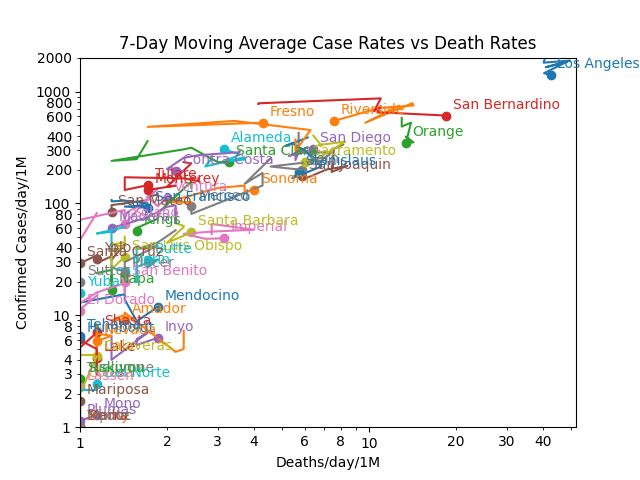 7-Day Moving Average Case Rates vs Death Rates
Confirmed Cases/day/1M
2000
1000
800
600
400
300
200
100
80
60
40
30
20
10
8
6
4
3
2
1
Los Angeles
San Bernardino
Riverside
Fresno
Orange
Alameda
San Diego
Santa Clara
Sacramento
Contra Costa
Stanislaus
San Joaquin
Tulare
Monterey
Sonoma
Ventura
San Francisco
Merced
San Mateo
Madera
Kings
Santa Barbara
Imperial
Yolo
San Luis Obispo
Santa Cruz
Butte
Placer
Sutter
San Benito
Yuba
Napa
El Dorado
Mendocino
Amador
Shasta
Tehama
Humboldt
Nevada
Inyo
Lake
Calaveras
Siskiyou
Del Norte
Lassen
Mariposa
Mono
Plumas
1
2
3
4
6
8
10
20
30
40
Deaths/day/1M